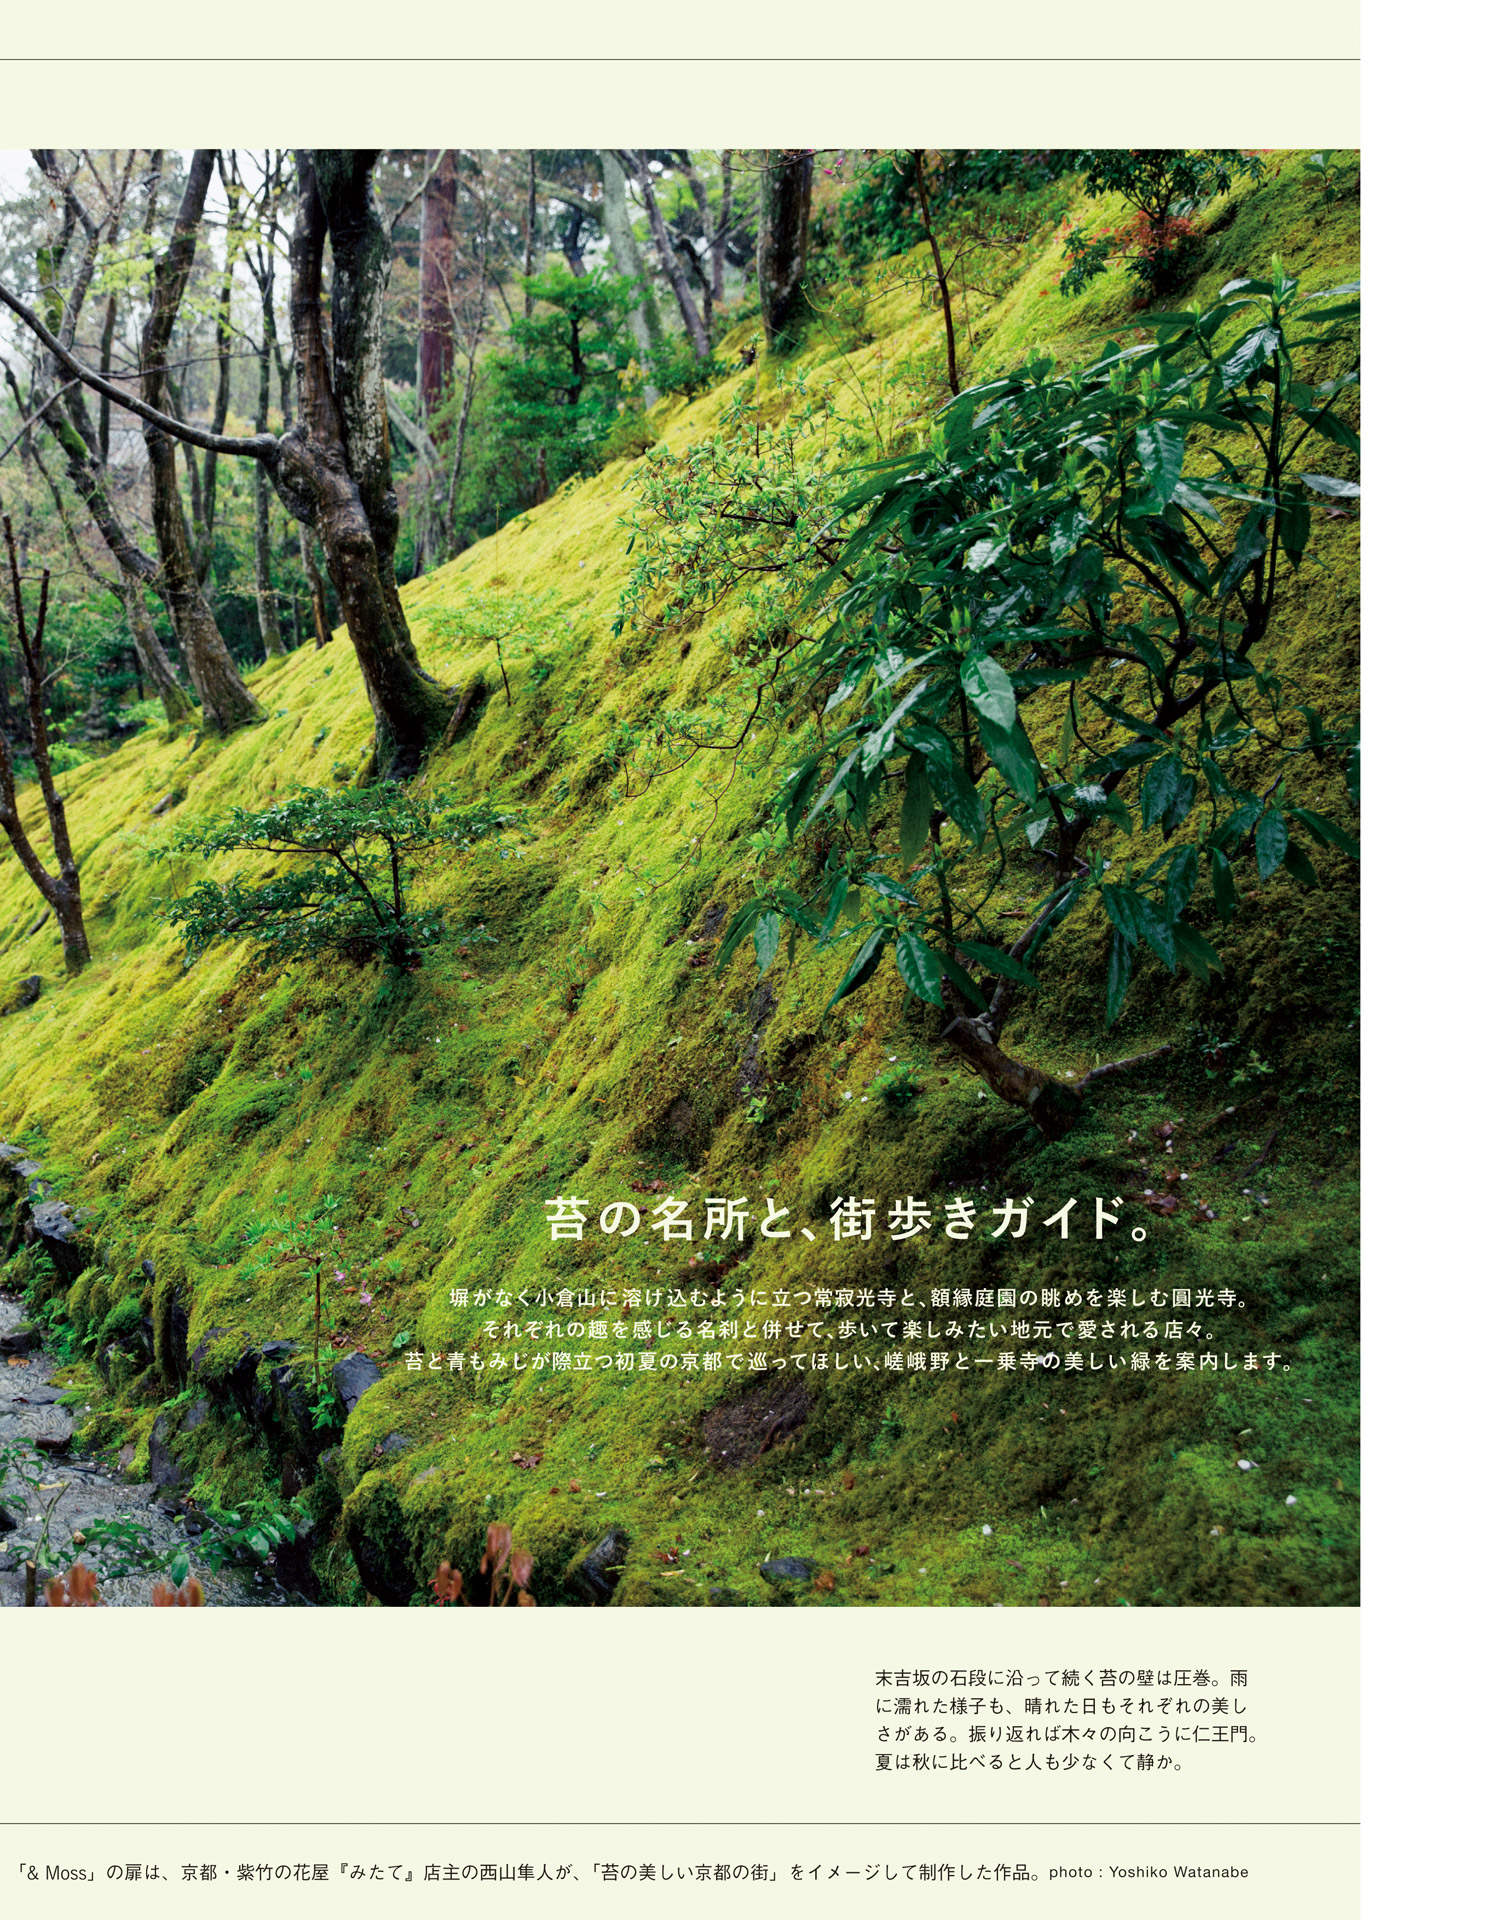 苔の名所と、街歩きガイド。
塀がなく小倉山に溶け込むように立つ常寂光寺と、額縁庭園の眺めを楽しむ圓光寺。
それぞれの趣を感じる名刹と併せて、歩いて楽しみたい地元で愛される店々。
苔と青もみじが際立つ初夏の京都で巡ってほしい、嵯峨野と一乗寺の美しい緑を案内します。
末吉坂の石段に沿って続く苔の壁は圧巻。雨
に濡れた様子も、晴れた日もそれぞれの美し
さがある。振り返れば木々の向こうに仁王門。
夏は秋に比べると人も少なくて静か。
「& Moss」の扉は、京都・紫竹の花屋『みたて』店主の西山隼人が、「苔の美しい京都の街」をイメージして制作した作品。photo : Yoshiko Watanabe